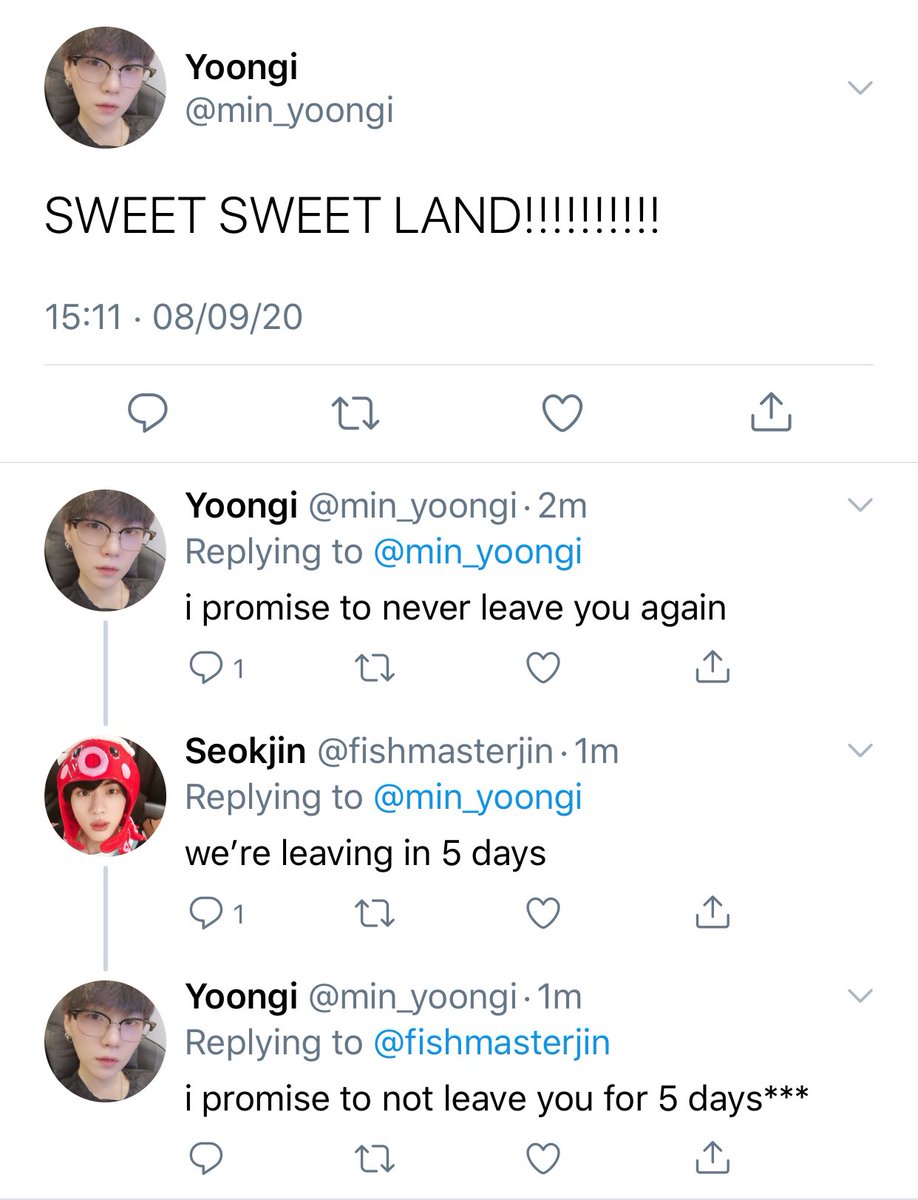 Yoongi
@min_yoongi
SWEET SWEET LAND!!!!!!!!!!
15:11 · 08/09/20
Yoongi @min_yoongi · 2m
Replying to @min_yoongi
i promise to never leave you again
1
Seokjin @fishmasterjin · 1m
Replying to @min_yoongi
we’re leaving in 5 days
1
Yoongi @min_yoongi · 1m
Replying to @fishmasterjin
i promise to not leave you for 5 days***